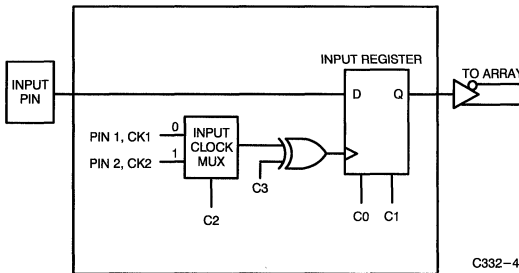 INPUT REGISTER
INPUT
PIN
TO ARRAY
D
Q
PIN 1, CK1
0
PIN 2, CK2
1
INPUT
CLOCK
MUX
C3
C2
C0
C1
C332–4